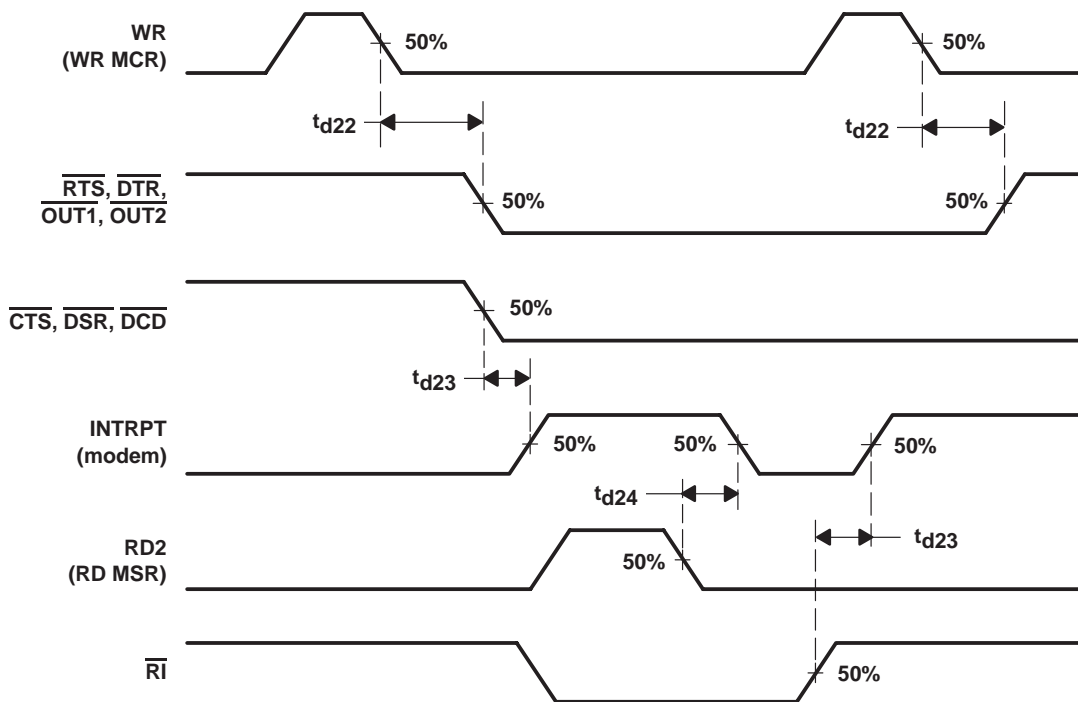 WR
(WR MCR)
50%
50%
td22
td22
RTS, DTR,
OUT1, OUT2
50%
50%
CTS, DSR, DCD
50%
td23
INTRPT
(modem)
50%
50%
50%
td24
td23
RD2
(RD MSR)
50%
RI
50%